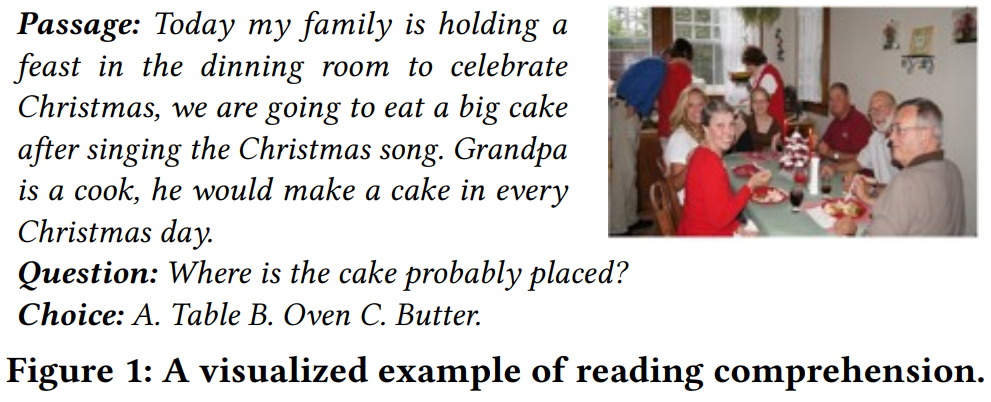 Passage: Today my family is holding a
feast in the dinning room to celebrate
Christmas, we are going to eat a big cake
after singing the Christmas song. Grandpa
is a cook, he would make a cake in every
Christmas day.
Question: Where is the cake probably placed?
Choice: A. Table B. Oven C. Butter.
Figure 1: A visualized example of reading comprehension.